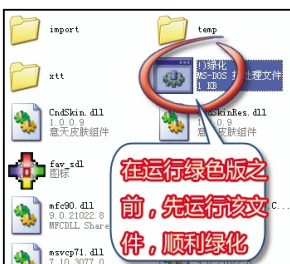 import
temp
xtt
!)绿化
MS-DOS 批处理文件
1 KB
CndSkin.dll
1.0.0.9
意天皮肤组件
skinRes.dll
.0.9
皮肤组件
fav_sdl
图标
在运行绿色版之
前，先运行该文
件，顺利绿化
mfc90.dll
9.0.21022.8
MFCDLL Share
msvcp71.dll
7.10.3077.0